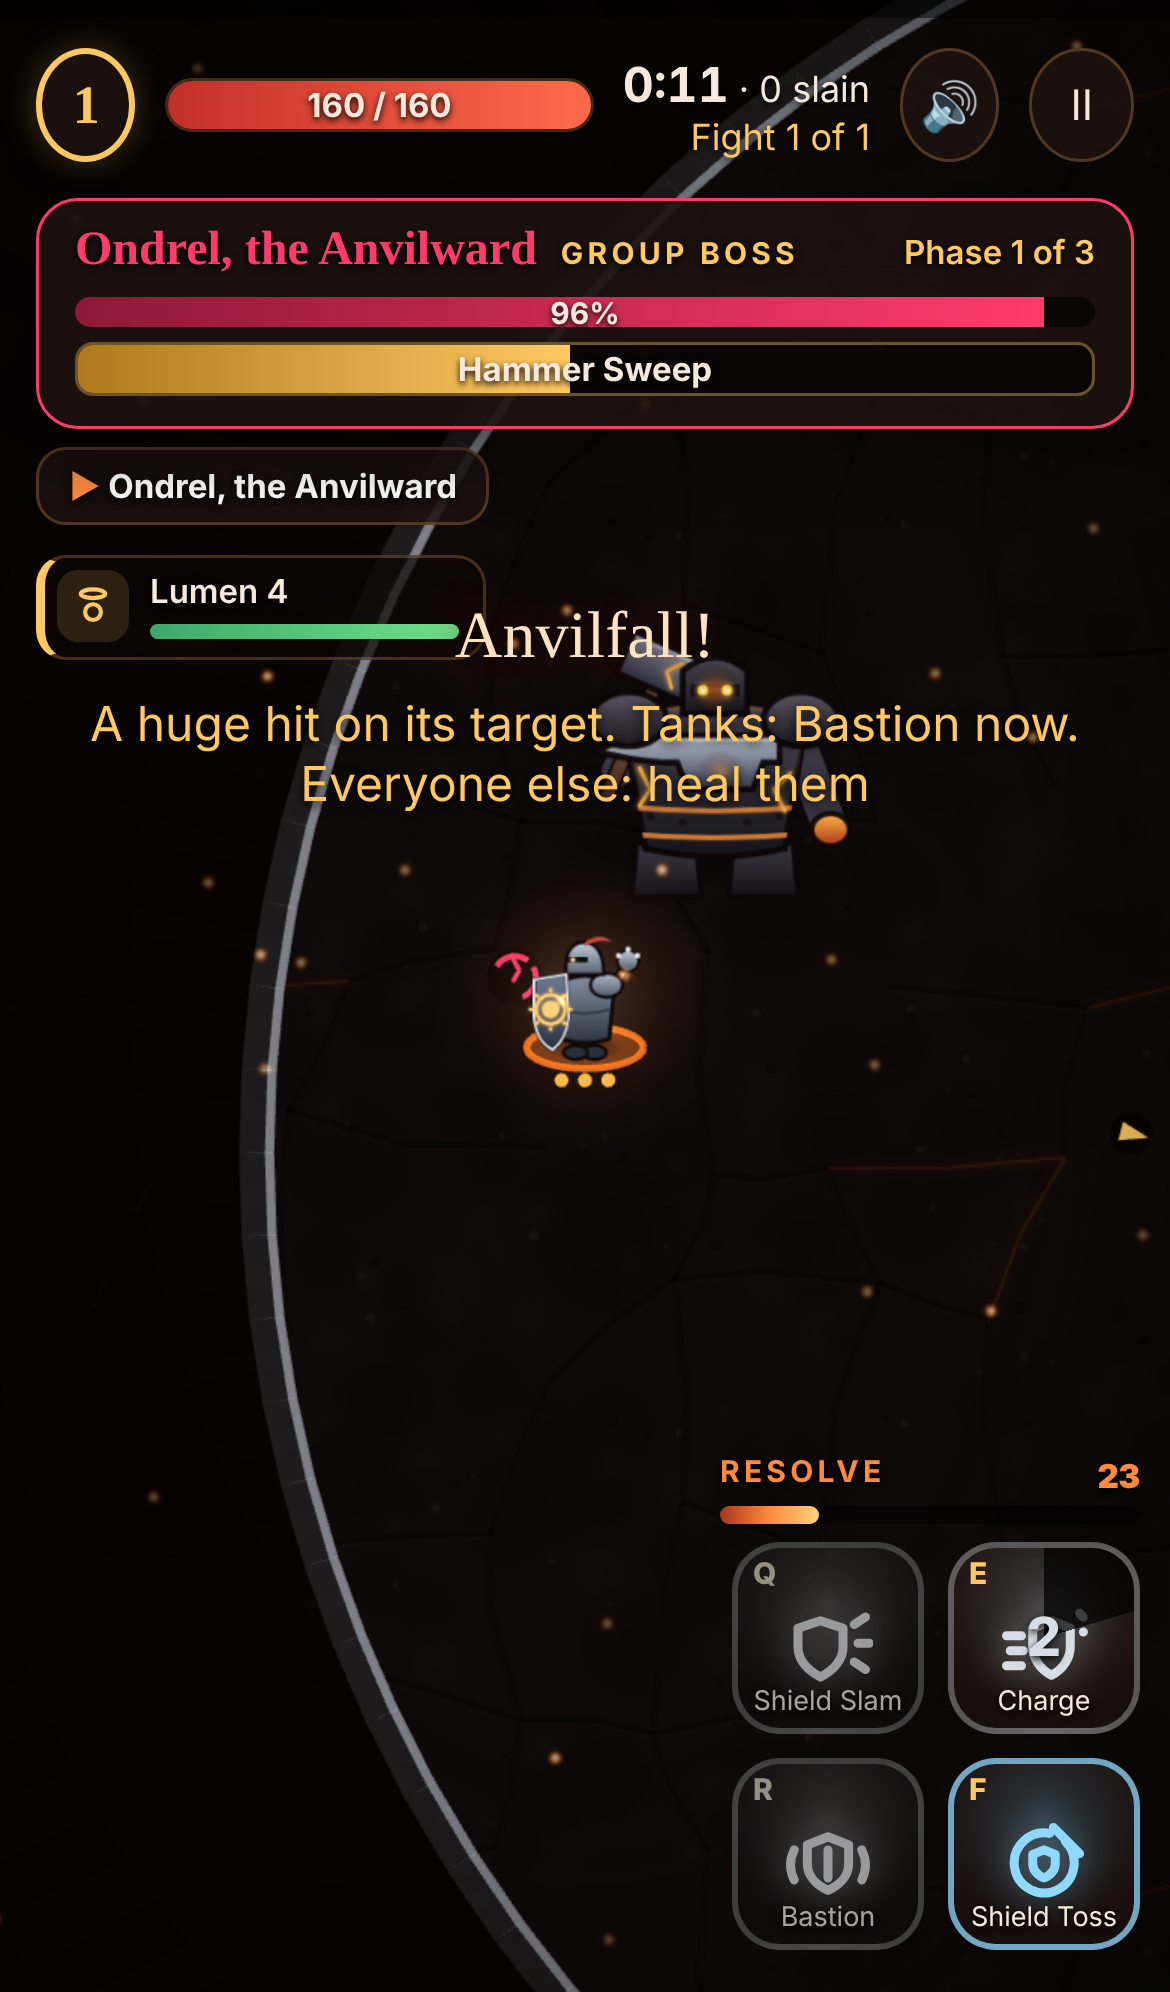 1
160 / 160
0:11 · 0 slain
Fight 1 of 1
Ondrel, the Anvilward GROUP BOSS Phase 1 of 3
96%
Hammer Sweep
Ondrel, the Anvilward
Lumen 4
Anvilfall!
A huge hit on its target. Tanks: Bastion now.
Everyone else: heal them
RESOLVE 23
Q
Shield Slam
E
2
Charge
R
Bastion
F
Shield Toss